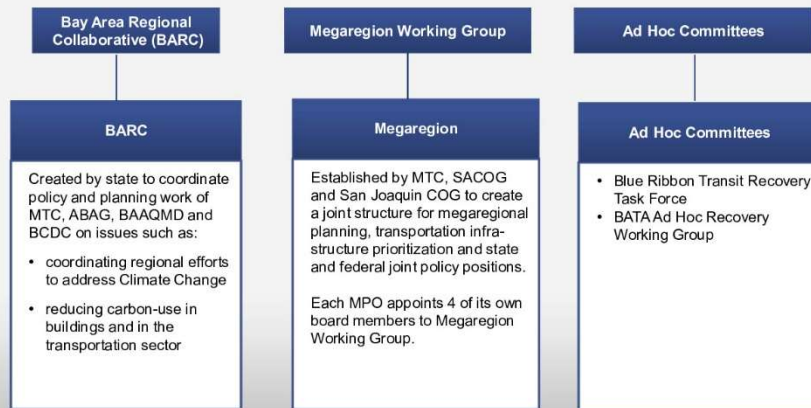 Bay Area Regional
Collaborative (BARC)
Megaregion Working Group
Ad Hoc Committees
BARC
Created by state to coordinate
policy and planning work of
MTC, ABAG, BAAQMD and
BCDC on issues such as:
• coordinating regional efforts
to address Climate Change
• reducing carbon-use in
buildings and in the
transportation sector
Megaregion
Established by MTC, SACOG
and San Joaquin COG to create
a joint structure for megaregional
planning, transportation infra-
structure prioritization and state
and federal joint policy positions.
Each MPO appoints 4 of its own
board members to Megaregion
Working Group.
Ad Hoc Committees
• Blue Ribbon Transit Recovery
Task Force
• BATA Ad Hoc Recovery
Working Group